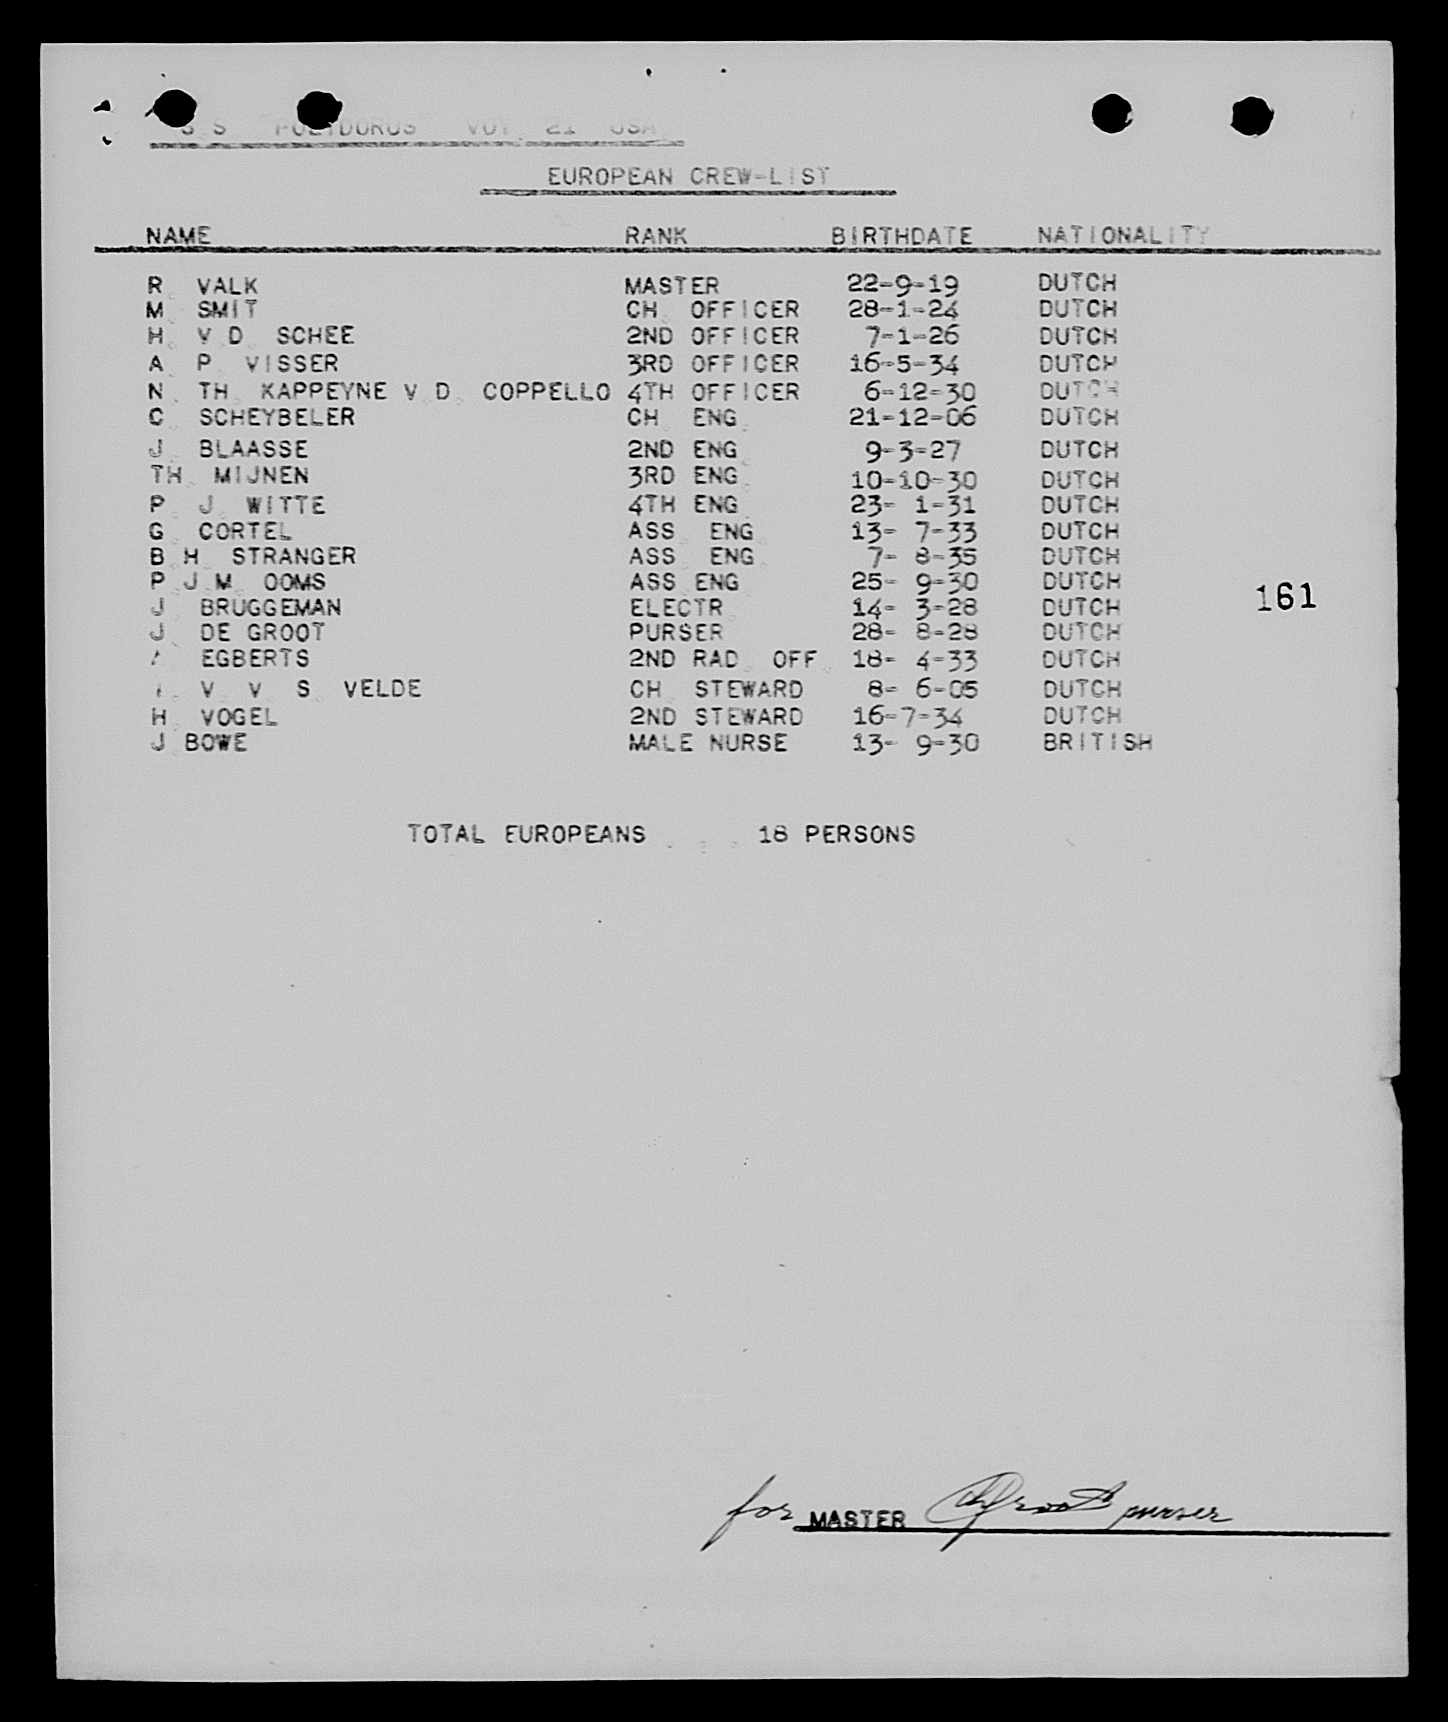 S S POLYDORUS VOY. 21 USA
EUROPEAN CREW-LIST
NAME RANK BIRTHDATE NATIONALITY
R. VALK MASTER 22-9-19 DUTCH
M. SMIT CH. OFFICER 28-1-24 DUTCH
H. V.D. SCHEE 2ND OFFICER 7-1-26 DUTCH
A. P. VISSER 3RD OFFICER 16-5-34 DUTCH
N. TH. KAPPEYNE V.D. COPPELLO 4TH OFFICER 6-12-30 DUTCH
C. SCHEYBELER CH. ENG. 21-12-06 DUTCH
J. BLAASSE 2ND ENG. 9-3-27 DUTCH
TH. MIJNEN 3RD ENG. 10-10-30 DUTCH
P. J. WITTE 4TH ENG. 23- 1-31 DUTCH
G. CORTEL ASS. ENG. 13- 7-33 DUTCH
B.H. STRANGER ASS. ENG. 7- 8-35 DUTCH
P.J.M. OOMS ASS.ENG. 25- 9-30 DUTCH
J. BRUGGEMAN ELECTR. 14- 3-28 DUTCH
161
J. DE GROOT PURSER 28- 8-28 DUTCH
EGBERTS 2ND RAD. OFF. 18- 4-33 DUTCH
V. V. S. VELDE CH. STEWARD 8- 6-05 DUTCH
H. VOGEL 2ND STEWARD 16-7-34 DUTCH
J BOWE MALE NURSE 13- 9-30 BRITISH
TOTAL EUROPEANS . . . 18 PERSONS
for MASTER Groot purser